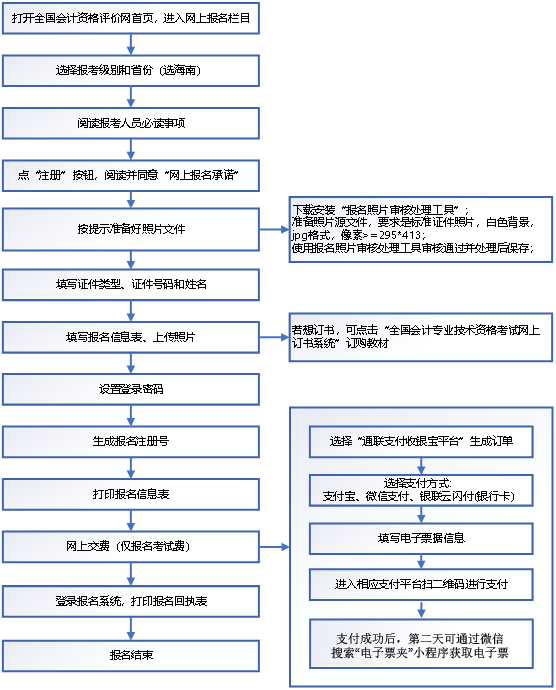 打开全国会计资格评价网首页，进入网上报名栏目
选择报考级别和首份（选海南）
阅读报考人员必读事项
点“注册”按钮，阅读并同意“网上报名承诺”
按提示准备好照片文件
下载安装“报名照片审核处理工具”；
准备照片源文件，要求是标准证件照片，白色背景，
jpg格式，像素>=295*413；
使用报名照片审核处理工具审核通过并处理后保存；
填写证件类型、证件号码和姓名
填写报名信息表、上传照片
若想订书，可点击“全国会计专业技术资格考试网上
订书系统”订购教材
设置登录密码
生成报名注册号
打印报名信息表
网上交费（仅报名考试费）
登录报名系统，打印报名回执表
报名结束
选择“通联支付收银宝平台”生成订单
选择支付方式:
支付宝、微信支付、银联云闪付(银行卡)
填写电子票据信息
进入相应支付平台扫二维码进行支付
支付成功后，第二天可通过微信
搜索“电子票夹”小程序获取电子票